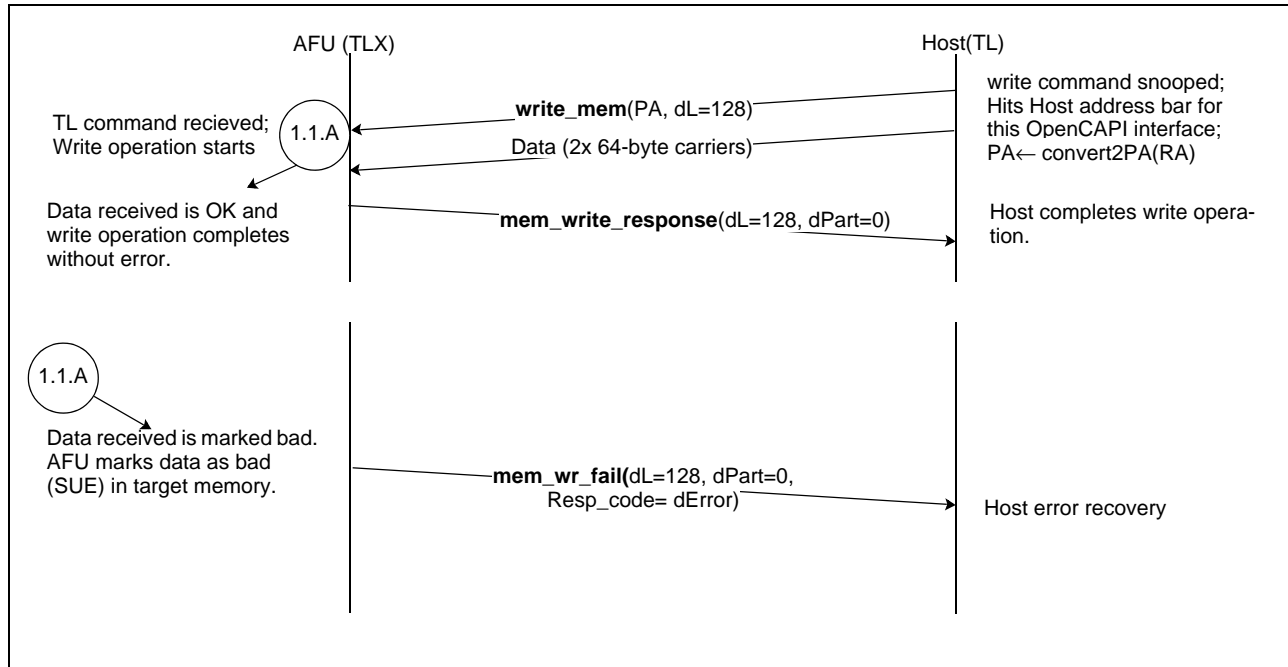 AFU (TLX)
Host(TL)
write command snooped;
Hits Host address bar for
this OpenCAPI interface;
PA← convert2PA(RA)
write_mem(PA, dL=128)
TL command recieved;
Write operation starts
1.1.A
Data (2x 64-byte carriers)
Data received is OK and
write operation completes
without error.
mem_write_response(dL=128, dPart=0)
Host completes write opera-
tion.
1.1.A
Data received is marked bad.
AFU marks data as bad
(SUE) in target memory.
mem_wr_fail(dL=128, dPart=0,
Resp_code= dError)
Host error recovery